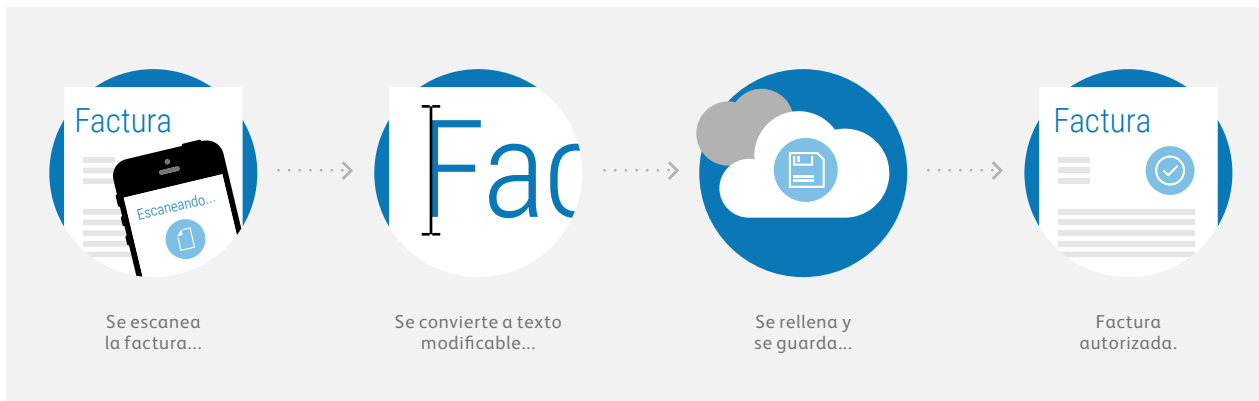 Factura
Escaneando...
Fac
Factura
Se escanea
la factura...
Se convierte a texto
modificable...
Se rellena y
se guarda...
Factura
autorizada.